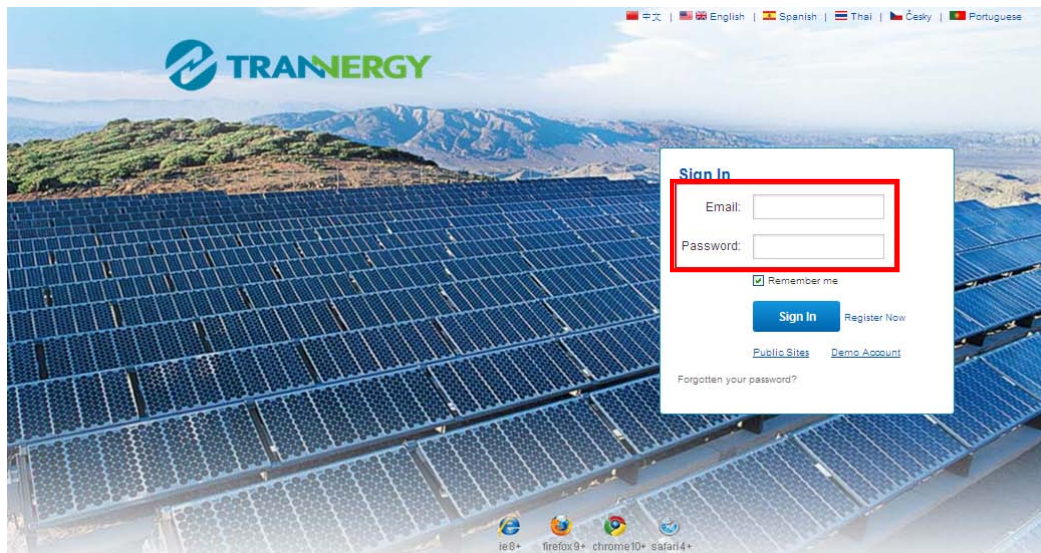 中文 | English | Spanish | Thai | Česky | Portuguese
TRANNERGY
Sign In
Email:
Password:
Remember me
Sign In Register Now
Public Sites Demo Account
Forgotten your password?
ie8+ firefox9+ chrome10+ safari4+